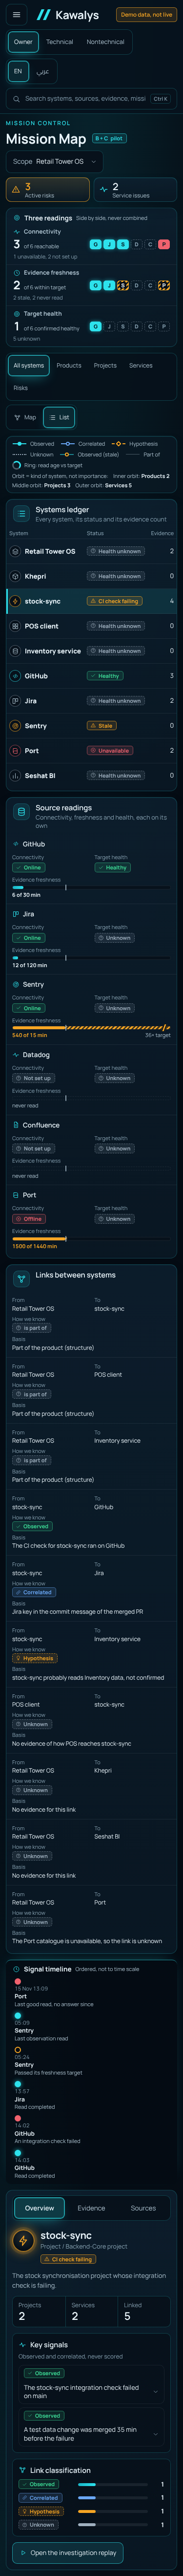 Kawalys
Demo data, not live
Owner
Technical
Nontechnical
EN
عربي
Search systems, sources, evidence, missi
Ctrl K
MISSION CONTROL
Mission Map
B + C pilot
Scope Retail Tower OS
3
Active risks
2
Service issues
Three readings Side by side, never combined
Connectivity
3 of 6 reachable
G J S D C P
1 unavailable, 2 not set up
Evidence freshness
2 of 6 within target
G J S D C P
2 stale, 2 never read
Target health
1 of 6 confirmed healthy
G J S D C P
5 unknown
All systems
Products
Projects
Services
Risks
Map
List
Observed
Correlated
Hypothesis
Unknown
Observed (stale)
Part of
Ring: read age vs target
Orbit = kind of system, not importance: Inner orbit: Products 2
Middle orbit: Projects 3 Outer orbit: Services 5
Systems ledger
Every system, its status and its evidence count
System
Status
Evidence
Retail Tower OS
Health unknown
2
Khepri
Health unknown
0
stock-sync
CI check failing
4
POS client
Health unknown
0
Inventory service
Health unknown
0
GitHub
Healthy
3
Jira
Health unknown
2
Sentry
Stale
0
Port
Unavailable
2
Seshat BI
Health unknown
0
Source readings
Connectivity, freshness and health, each on its
own
GitHub
Connectivity
Target health
Online
Healthy
Evidence freshness
6 of 30 min
Jira
Connectivity
Target health
Online
Unknown
Evidence freshness
12 of 120 min
Sentry
Connectivity
Target health
Online
Unknown
Evidence freshness
540 of 15 min
36× target
Datadog
Connectivity
Target health
Not set up
Unknown
Evidence freshness
never read
Confluence
Connectivity
Target health
Not set up
Unknown
Evidence freshness
never read
Port
Connectivity
Target health
Offline
Unknown
Evidence freshness
1500 of 1440 min
Links between systems
From
To
Retail Tower OS
stock-sync
How we know
is part of
Basis
Part of the product (structure)
From
To
Retail Tower OS
POS client
How we know
is part of
Basis
Part of the product (structure)
From
To
Retail Tower OS
Inventory service
How we know
is part of
Basis
Part of the product (structure)
From
To
stock-sync
GitHub
How we know
Observed
Basis
The CI check for stock-sync ran on GitHub
From
To
stock-sync
Jira
How we know
Correlated
Basis
Jira key in the commit message of the merged PR
From
To
stock-sync
Inventory service
How we know
Hypothesis
Basis
stock-sync probably reads Inventory data, not confirmed
From
To
POS client
stock-sync
How we know
Unknown
Basis
No evidence of how POS reaches stock-sync
From
To
Retail Tower OS
Khepri
How we know
Unknown
Basis
No evidence for this link
From
To
Retail Tower OS
Seshat BI
How we know
Unknown
Basis
No evidence for this link
From
To
Retail Tower OS
Port
How we know
Unknown
Basis
The Port catalogue is unavailable, so the link is unknown
Signal timeline Ordered, not to time scale
15 Nov 13:09
Port
Last good read, no answer since
05:09
Sentry
Last observation read
05:24
Sentry
Passed its freshness target
13:57
Jira
Read completed
14:02
GitHub
An integration check failed
14:03
GitHub
Read completed
Overview
Evidence
Sources
stock-sync
Project / Backend-Core project
CI check failing
The stock synchronisation project whose integration
check is failing.
Projects
2
Services
2
Linked
5
Key signals
Observed and correlated, never scored
Observed
The stock-sync integration check failed
on main
Observed
A test data change was merged 35 min
before the failure
Link classification
Observed
1
Correlated
1
Hypothesis
1
Unknown
1
Open the investigation replay